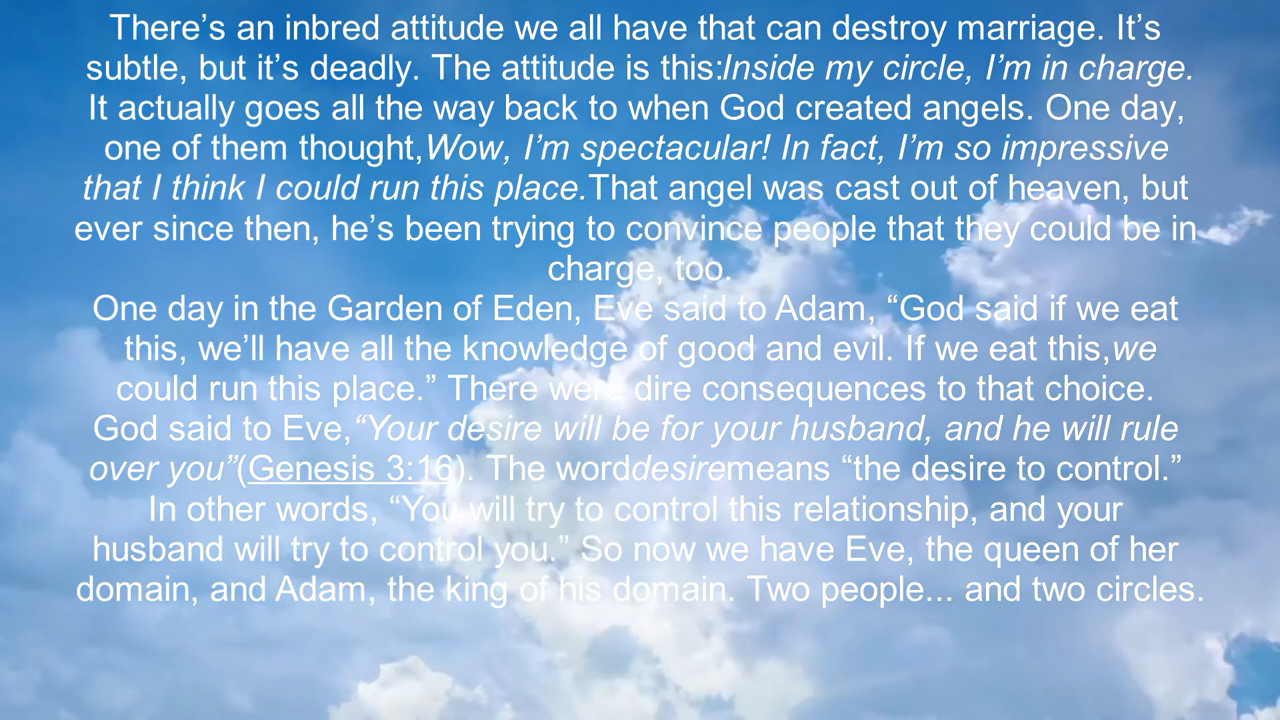 There’s an inbred attitude we all have that can destroy marriage. It’s
subtle, but it’s deadly. The attitude is this:Inside my circle, I’m in charge.
It actually goes all the way back to when God created angels. One day,
one of them thought,Wow, I’m spectacular! In fact, I’m so impressive
that I think I could run this place.That angel was cast out of heaven, but
ever since then, he’s been trying to convince people that they could be in
charge, too.
One day in the Garden of Eden, Eve said to Adam, “God said if we eat
this, we’ll have all the knowledge of good and evil. If we eat this,we
could run this place.” There were dire consequences to that choice.
God said to Eve,“Your desire will be for your husband, and he will rule
over you”(Genesis 3:16). The worddesiremeans “the desire to control.”
In other words, “You will try to control this relationship, and your
husband will try to control you.” So now we have Eve, the queen of her
domain, and Adam, the king of his domain. Two people... and two circles.